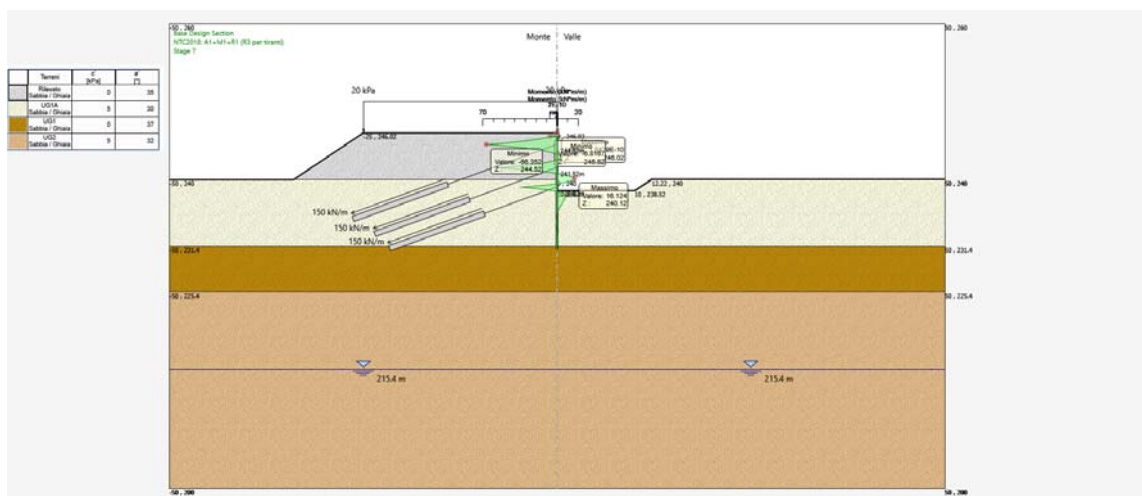 -50 , 260
50 , 260
Base Design Section
NTC2018: A1+M1+R1 (R3 per tiranti)
Stage 7
Monte
Valle
Terreni c' [kPa] [°]
Rilevato
Sabbia / Ghiaia 0 35
UG1A
Sabbia / Ghiaia 5 30
UG1
Sabbia / Ghiaia 0 37
UG2
Sabbia / Ghiaia 32
20 kPa
70
20
-25 , 246.02
Minimo
Valore: -66.352
Z : 244.52
Massimo
Valore: 16.124
Z : 240.12
-50 , 240
12.22 , 240
50 , 240
10 , 238.52
150 kN/m
150 kN/m
150 kN/m
-50 , 231.4
50 , 231.4
-50 , 225.4
50 , 225.4
215.4 m
215.4 m
-50 , 200
50 , 200